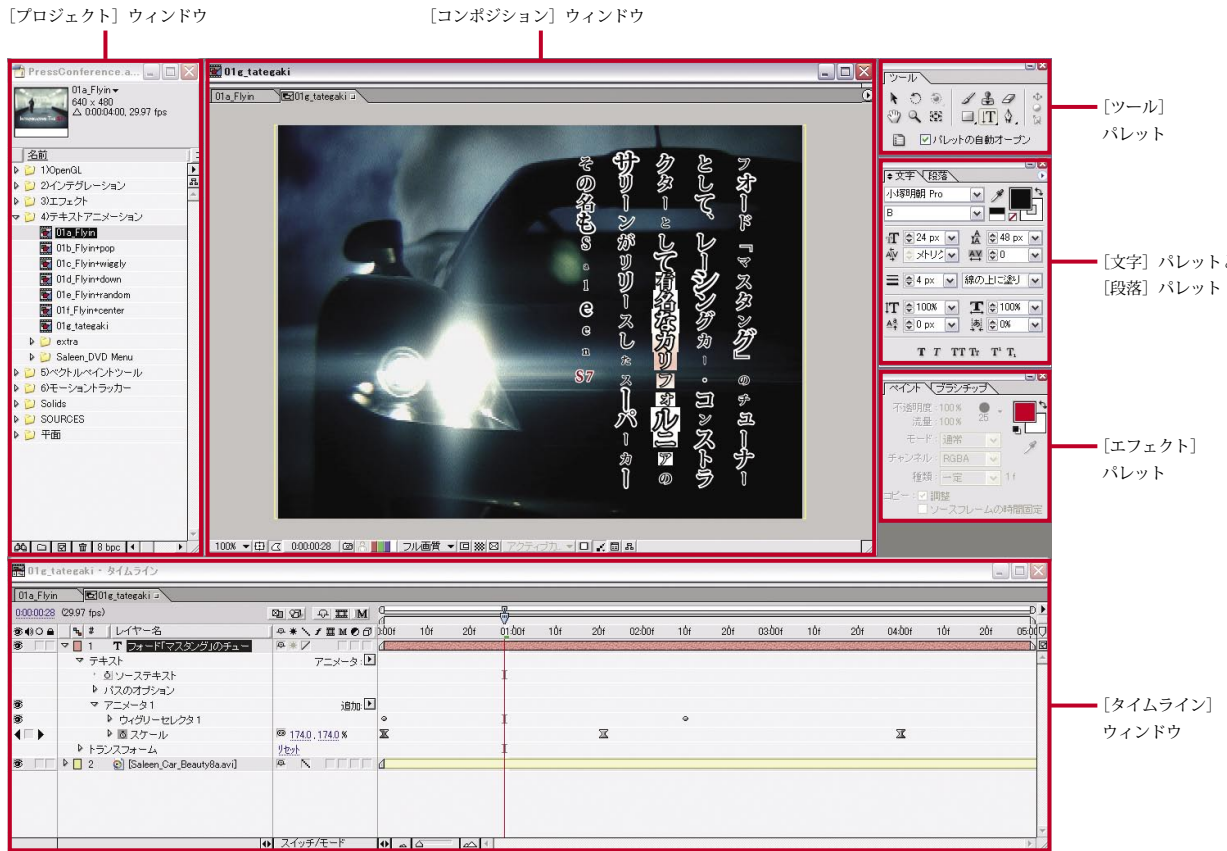 ［プロジェクト］ウィンドウ
［コンポジション］ウィンドウ
PressConference.a...
01a_Flyin
640 x 480
△ 0:00:04:00, 29.97 fps
名前
1)OpenGL
2)インテグレーション
3)エフェクト
4)テキストアニメーション
01a_Flyin
01b_Flyin+pop
01c_Flyin+wiggly
01d_Flyin+down
01e_Flyin+random
01f_Flyin+center
01g_tategaki
extra
Saleen_DVD Menu
5)ベクトルペイントツール
6)モーショントラッカー
Solids
SOURCES
平面
8 bpc
01g_tategaki
01a_Flyin
01g_tategaki
フォード『マスタング』のチューナー
として、レーシングカー・コンストラ
クターとして有名なカリフォルニアの
サリーンがリリースしたスーパーカー
その名もSaleen S7
100%
0:00:00:28
フル画質
アクティブカ...
ツール
パレットの自動オープン
［ツール］
パレット
文字
段落
小塚明朝 Pro
B
24 px
48 px
メトリク
0
4 px
線の上に塗り
100%
100%
0 px
0%
T T TT Tr T¹ T₁
［文字］パレットと
［段落］パレット
ペイント
ブラシチップ
不透明度 : 100%
流量 : 100%
25
モード : 通常
チャンネル : RGBA
種類 : 一定
1 f
コピー :
調整
ソースフレームの時間固定
［エフェクト］
パレット
01g_tategaki・タイムライン
01a_Flyin
01g_tategaki
0:00:00:28
(29.97 fps)
# レイヤー名
0:00f 10f 20f 01:00f 10f 20f 02:00f 10f 20f 03:00f 10f 20f 04:00f 10f 20f 05:00
1 T フォード『マスタング』のチュー
テキスト
アニメータ :
ソーステキスト
パスのオプション
アニメータ 1
追加:
ウィグリーセレクタ 1
スケール
174.0 , 174.0 %
トランスフォーム
リセット
2 [Saleen_Car_Beauty8a.avi]
スイッチ/モード
［タイムライン］
ウィンドウ